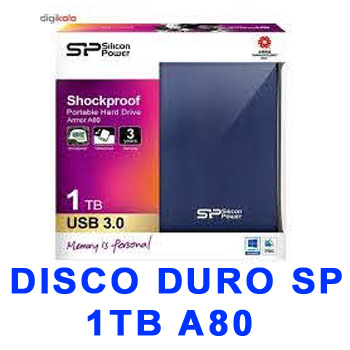 digikala
SP Silicon Power
Shockproof
Portable Hard Drive
Armor A80
3 years
1 TB
USB 3.0
Memory is personal
SP Silicon Power
DISCO DURO SP
1TB A80